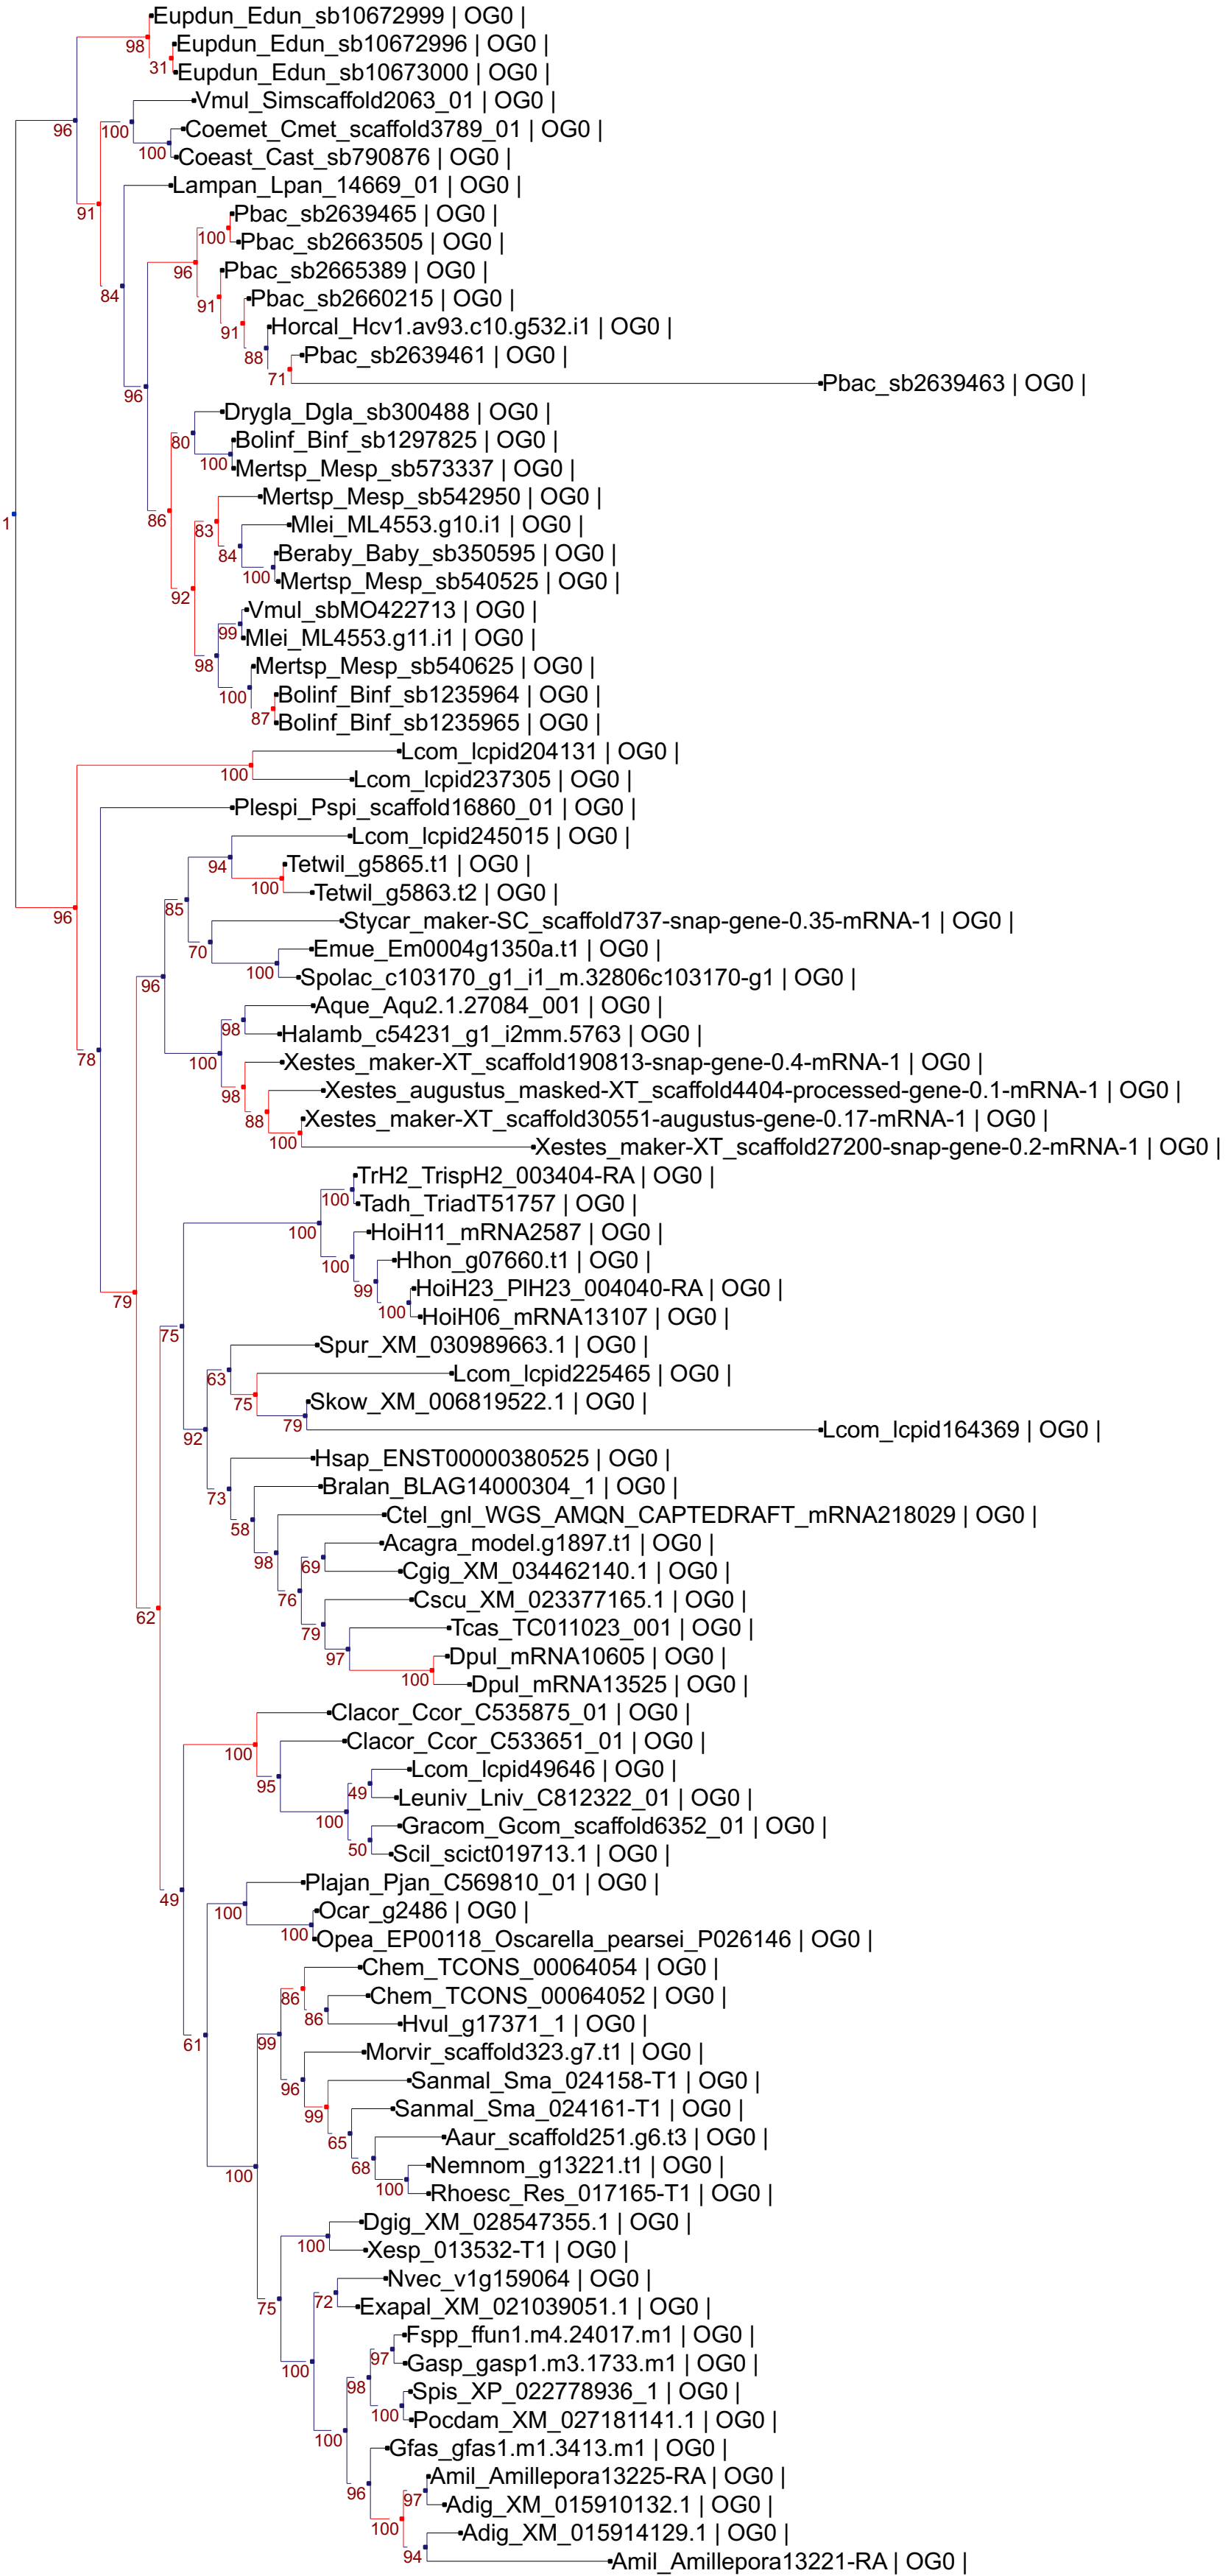 Eupdun_Edun_sb10672999 | OG0 |
98
Eupdun_Edun_sb10672996 | OG0 |
31
Eupdun_Edun_sb10673000 | OG0 |
Vmul_Simscaffold2063_01 | OG0 |
96
100
Coemet_Cmet_scaffold3789_01 | OG0 |
100
Coeast_Cast_sb790876 | OG0 |
Lampan_Lpan_14669_01 | OG0 |
91
Pbac_sb2639465 | OG0 |
100
Pbac_sb2663505 | OG0 |
96
Pbac_sb2665389 | OG0 |
84
91
Pbac_sb2660215 | OG0 |
91
Horcal_Hcv1.av93.c10.g532.i1 | OG0 |
88
Pbac_sb2639461 | OG0 |
71
Pbac_sb2639463 | OG0 |
96
Drygla_Dgla_sb300488 | OG0 |
80
Bolinf_Binf_sb1297825 | OG0 |
100
Mertsp_Mesp_sb573337 | OG0 |
Mertsp_Mesp_sb542950 | OG0 |
86
1
83
Mlei_ML4553.g10.i1 | OG0 |
84
Beraby_Baby_sb350595 | OG0 |
100
Mertsp_Mesp_sb540525 | OG0 |
92
Vmul_sbMO422713 | OG0 |
99
Mlei_ML4553.g11.i1 | OG0 |
98
Mertsp_Mesp_sb540625 | OG0 |
100
Bolinf_Binf_sb1235964 | OG0 |
87
Bolinf_Binf_sb1235965 | OG0 |
Lcom_lcpid204131 | OG0 |
100
Lcom_lcpid237305 | OG0 |
Plespi_Pspi_scaffold16860_01 | OG0 |
Lcom_lcpid245015 | OG0 |
94
Tetwil_g5865.t1 | OG0 |
100
Tetwil_g5863.t2 | OG0 |
96
85
Stycar_maker-SC_scaffold737-snap-gene-0.35-mRNA-1 | OG0 |
70
Emue_Em0004g1350a.t1 | OG0 |
100
Spolac_c103170_g1_i1_m.32806c103170-g1 | OG0 |
96
Aque_Aqu2.1.27084_001 | OG0 |
98
Halamb_c54231_g1_i2mm.5763 | OG0 |
78
100
Xestes_maker-XT_scaffold190813-snap-gene-0.4-mRNA-1 | OG0 |
98
Xestes_augustus_masked-XT_scaffold4404-processed-gene-0.1-mRNA-1 | OG0 |
88
Xestes_maker-XT_scaffold30551-augustus-gene-0.17-mRNA-1 | OG0 |
100
Xestes_maker-XT_scaffold27200-snap-gene-0.2-mRNA-1 | OG0 |
TrH2_TrispH2_003404-RA | OG0 |
100
Tadh_TriadT51757 | OG0 |
100
HoiH11_mRNA2587 | OG0 |
100
Hhon_g07660.t1 | OG0 |
99
HoiH23_PlH23_004040-RA | OG0 |
79
100
HoiH06_mRNA13107 | OG0 |
75
Spur_XM_030989663.1 | OG0 |
63
Lcom_lcpid225465 | OG0 |
75
Skow_XM_006819522.1 | OG0 |
79
Lcom_lcpid164369 | OG0 |
92
Hsap_ENST00000380525 | OG0 |
73
Bralan_BLAG14000304_1 | OG0 |
58
Ctel_gnl_WGS_AMQN_CAPTEDRAFT_mRNA218029 | OG0 |
98
Acagra_model.g1897.t1 | OG0 |
69
Cgig_XM_034462140.1 | OG0 |
76
Cscu_XM_023377165.1 | OG0 |
62
79
Tcas_TC011023_001 | OG0 |
97
Dpul_mRNA10605 | OG0 |
100
Dpul_mRNA13525 | OG0 |
Clacor_Ccor_C535875_01 | OG0 |
100
Clacor_Ccor_C533651_01 | OG0 |
95
Lcom_lcpid49646 | OG0 |
49
Leuniv_Lniv_C812322_01 | OG0 |
100
Gracom_Gcom_scaffold6352_01 | OG0 |
50
Scil_scict019713.1 | OG0 |
49
Plajan_Pjan_C569810_01 | OG0 |
100
Ocar_g2486 | OG0 |
100
Opea_EP00118_Oscarella_pearsei_P026146 | OG0 |
Chem_TCONS_00064054 | OG0 |
86
Chem_TCONS_00064052 | OG0 |
86
Hvul_g17371_1 | OG0 |
61
99
Morvir_scaffold323.g7.t1 | OG0 |
96
Sanmal_Sma_024158-T1 | OG0 |
99
Sanmal_Sma_024161-T1 | OG0 |
65
Aaur_scaffold251.g6.t3 | OG0 |
68
Nemnom_g13221.t1 | OG0 |
100
100
Rhoesc_Res_017165-T1 | OG0 |
Dgig_XM_028547355.1 | OG0 |
100
Xesp_013532-T1 | OG0 |
Nvec_v1g159064 | OG0 |
75
72
Exapal_XM_021039051.1 | OG0 |
Fspp_ffun1.m4.24017.m1 | OG0 |
97
100
Gasp_gasp1.m3.1733.m1 | OG0 |
98
Spis_XP_022778936_1 | OG0 |
100
Pocdam_XM_027181141.1 | OG0 |
100
Gfas_gfas1.m1.3413.m1 | OG0 |
Amil_Amillepora13225-RA | OG0 |
96
97
Adig_XM_015910132.1 | OG0 |
100
Adig_XM_015914129.1 | OG0 |
94
Amil_Amillepora13221-RA | OG0 |